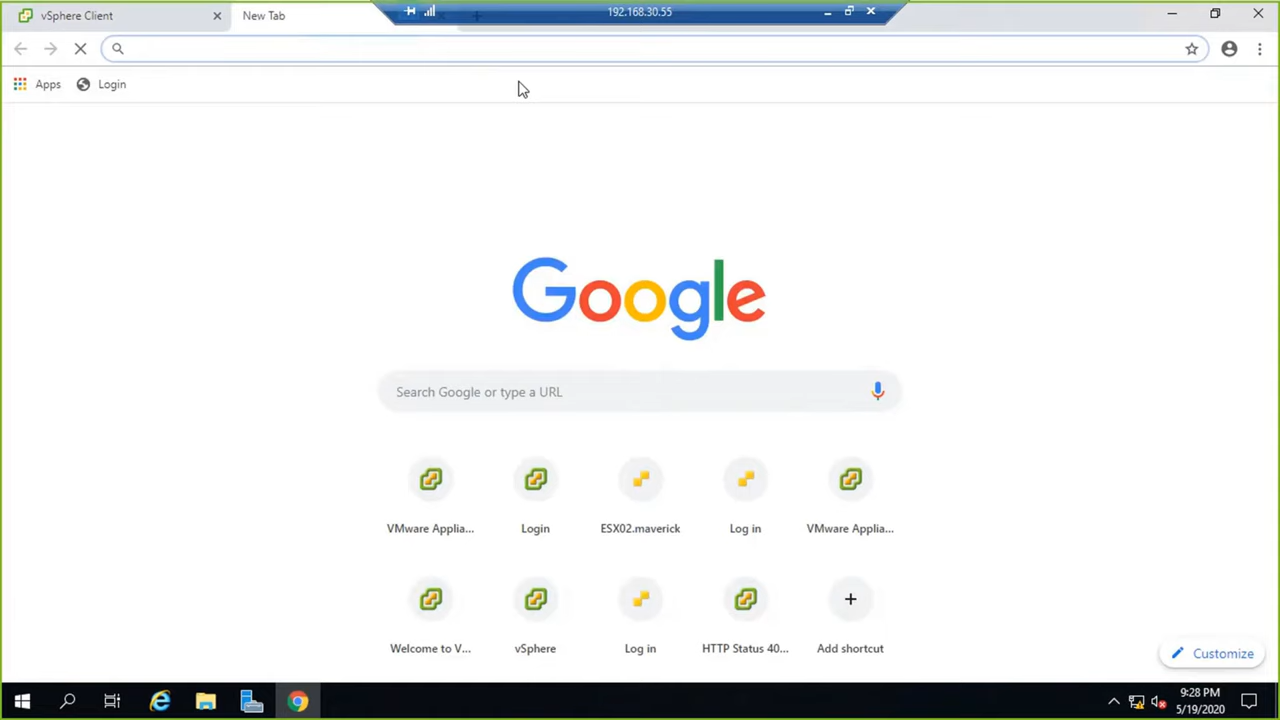 vSphere Client
New Tab
192.168.30.55
Apps
Login
Google
Search Google or type a URL
VMware Applia...
Login
ESX02.maverick
Log in
VMware Applia...
Welcome to V...
vSphere
Log in
HTTP Status 40...
Add shortcut
Customize
9:28 PM
5/19/2020